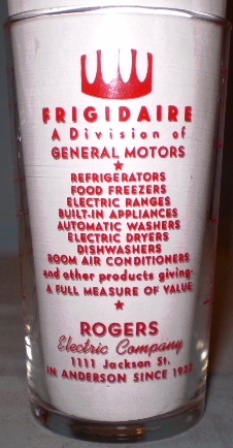 FRIGIDAIRE
A Division of
GENERAL MOTORS
REFRIGERATORS
FOOD FREEZERS
ELECTRIC RANGES
BUILT-IN APPLIANCES
AUTOMATIC WASHERS
ELECTRIC DRYERS
DISHWASHERS
ROOM AIR CONDITIONERS
and other products giving-
A FULL MEASURE OF VALUE
ROGERS
Electric Company
1111 Jackson St.
IN ANDERSON SINCE